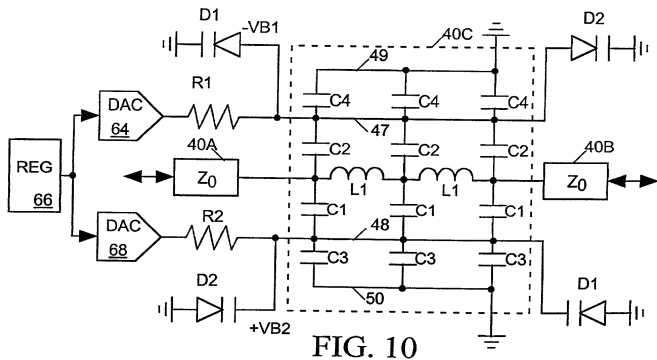 D1
-VB1
40C
D2
49
R1
C4 C4 C4
DAC
64
47
40A
C2 C2 C2
40B
REG
66
Z0
L1 L1
Z0
C1 C1 C1
DAC
68
R2
48
C3 C3 C3
D2
+VB2
50
D1
FIG. 10